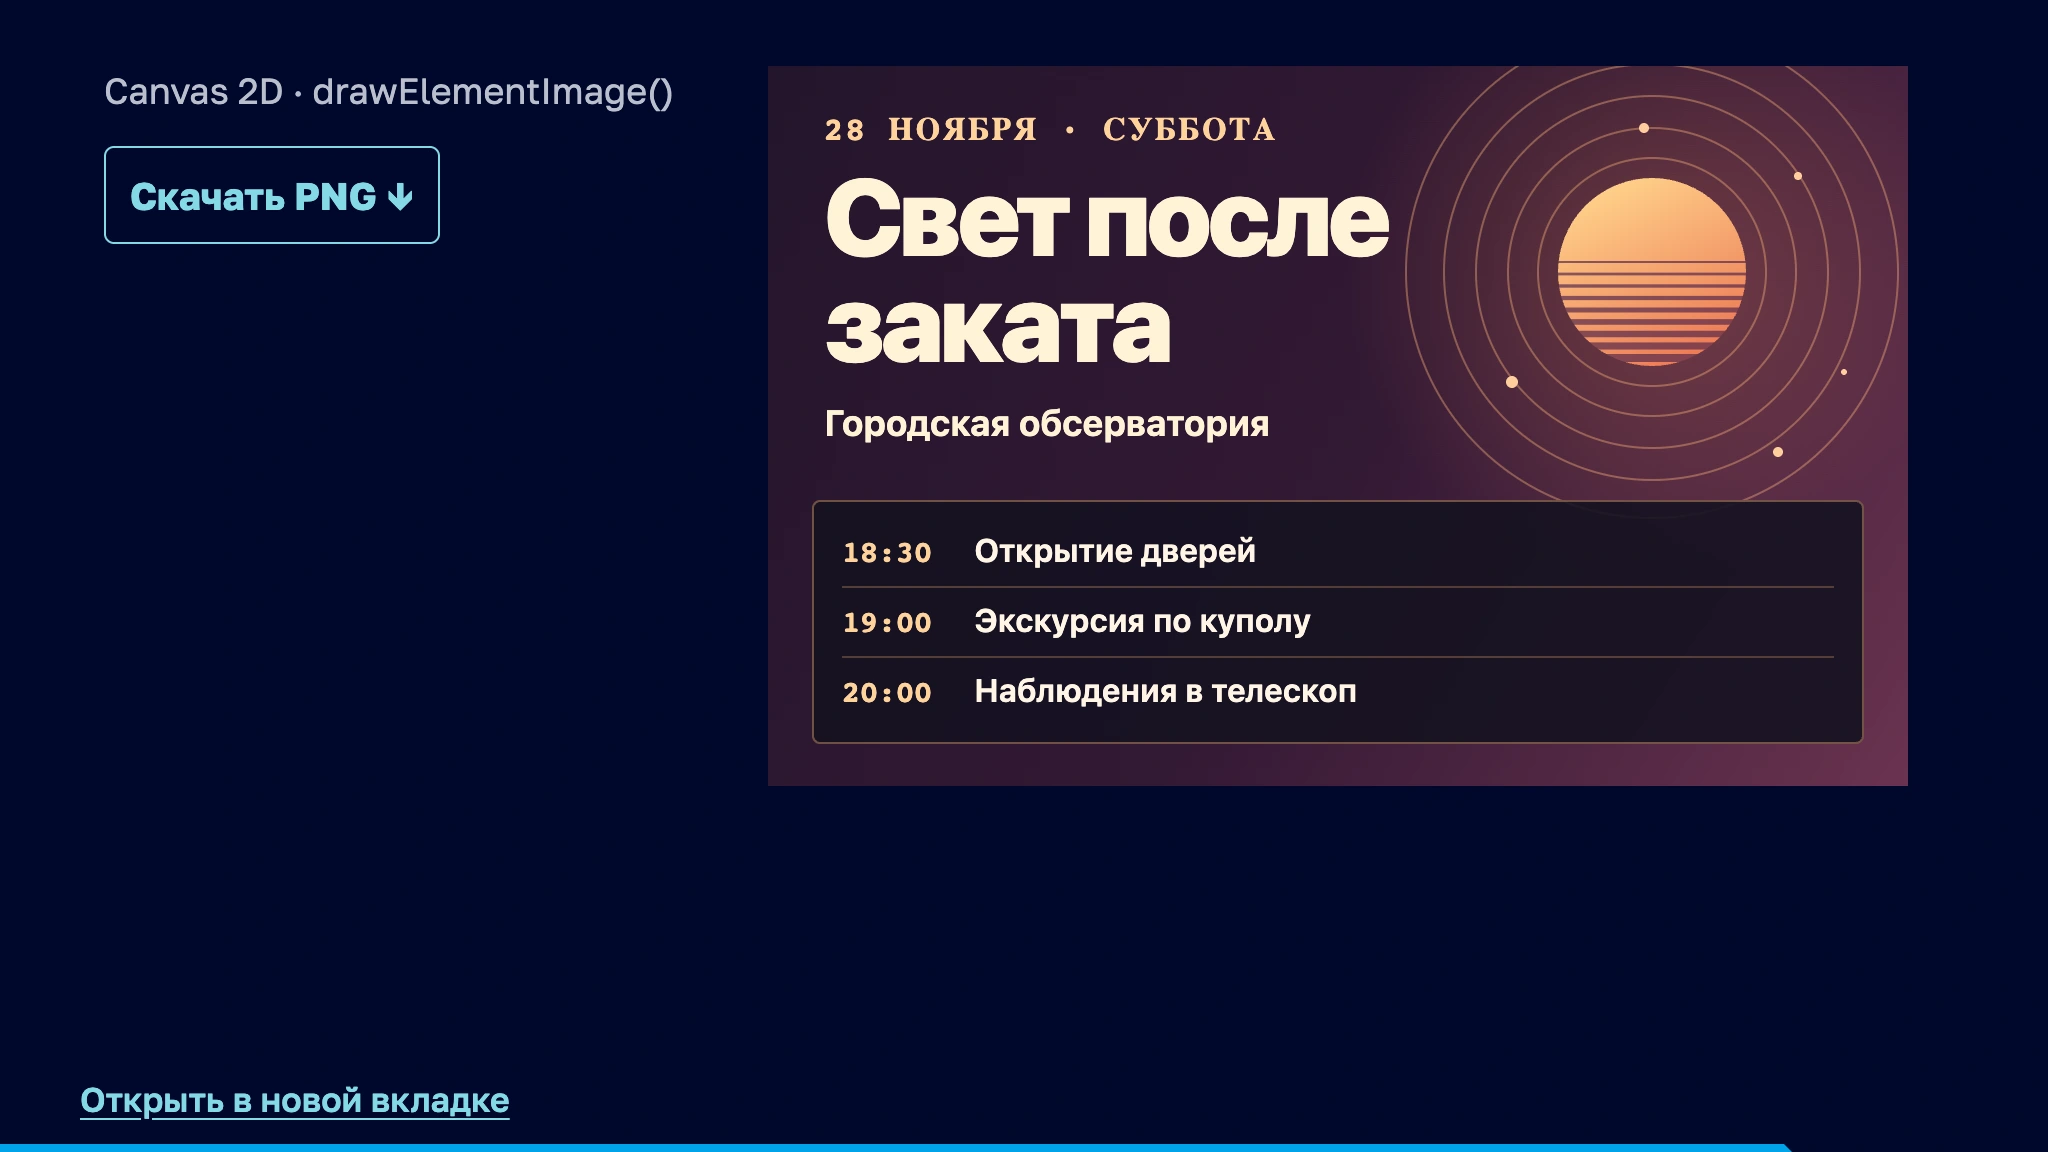 Canvas 2D · drawElementImage()
Скачать PNG ↓
28 НОЯБРЯ · СУББОТА
Свет после
заката
Городская обсерватория
18:30 Открытие дверей
19:00 Экскурсия по куполу
20:00 Наблюдения в телескоп
Открыть в новой вкладке